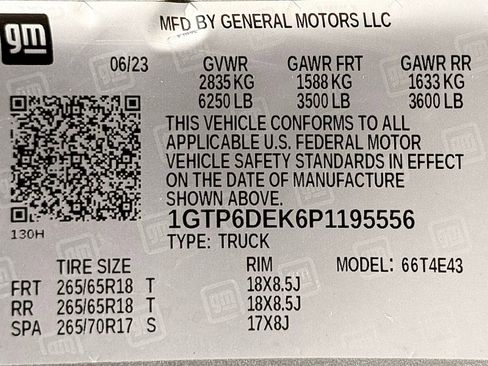 gm
MFD BY GENERAL MOTORS LLC
06/23 GVWR GAWR FRT GAWR RR
2835 KG 1588 KG 1633 KG
6250 LB 3500 LB 3600 LB
THIS VEHICLE CONFORMS TO ALL
APPLICABLE U.S. FEDERAL MOTOR
VEHICLE SAFETY STANDARDS IN EFFECT
ON THE DATE OF MANUFACTURE
SHOWN ABOVE.
1GTP6DEK6P1195556
130H
TYPE: TRUCK
TIRE SIZE RIM MODEL: 66T4E43
FRT 265/65R18 T 18X8.5J
RR 265/65R18 T 18X8.5J
SPA 265/70R17 S 17X8J